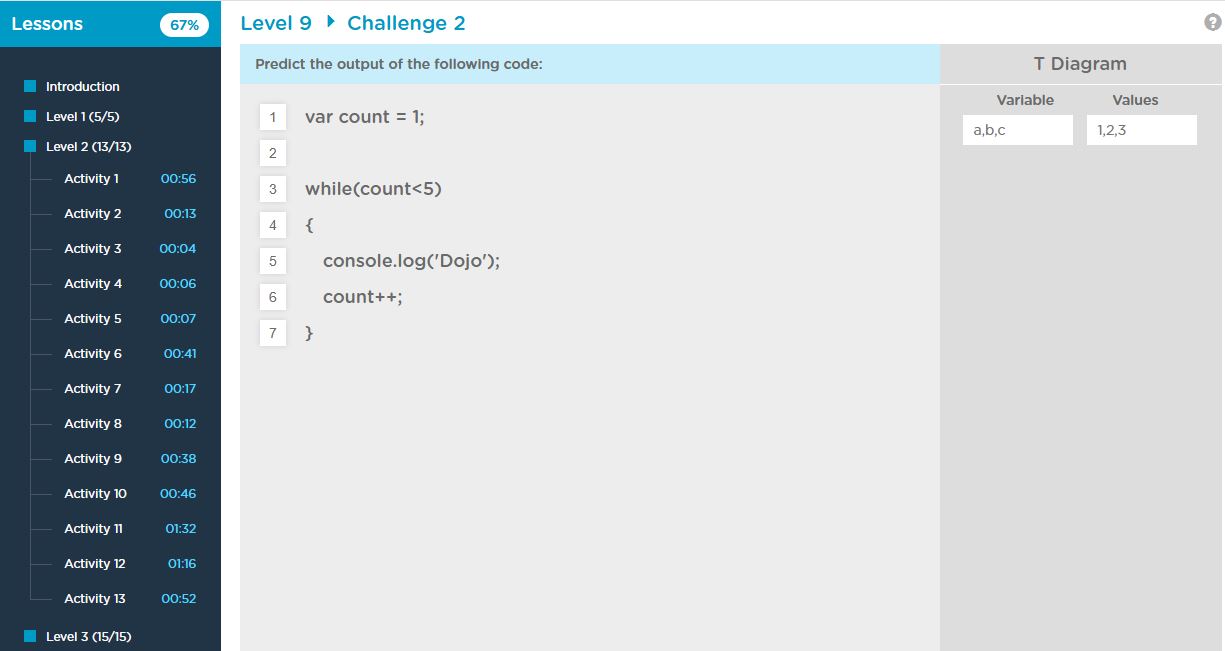 Lessons 67%
Introduction
Level 1 (5/5)
Level 2 (13/13)
Activity 1 00:56
Activity 2 00:13
Activity 3 00:04
Activity 4 00:06
Activity 5 00:07
Activity 6 00:41
Activity 7 00:17
Activity 8 00:12
Activity 9 00:38
Activity 10 00:46
Activity 11 01:32
Activity 12 01:16
Activity 13 00:52
Level 3 (15/15)
Level 9 Challenge 2
?
Predict the output of the following code:
1 var count = 1;
2
3 while(count<5)
4 {
5 console.log('Dojo');
6 count++;
7 }
T Diagram
Variable Values
a,b,c 1,2,3